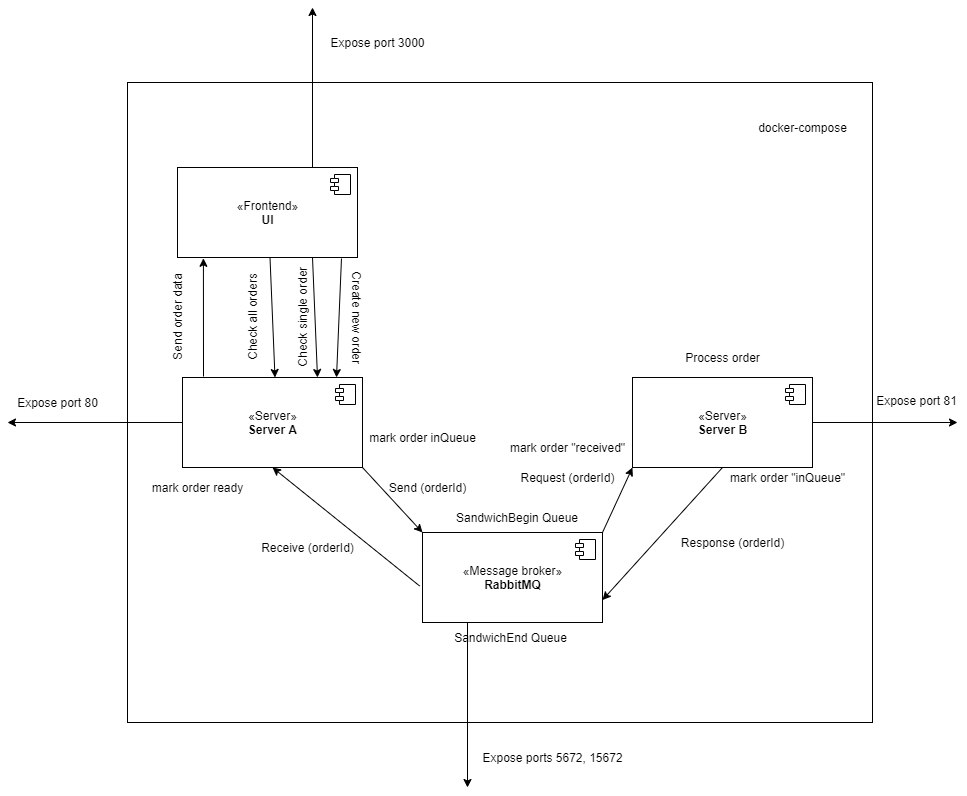 Expose port 3000
docker-compose
«Frontend»
UI
Send order data
Check all orders
Check single order
Create new order
Process order
Expose port 80
«Server»
Server A
«Server»
Server B
Expose port 81
mark order inQueue
mark order "received"
mark order ready
Send (orderId)
Request (orderId)
mark order "inQueue"
SandwichBegin Queue
Receive (orderId)
Response (orderId)
«Message broker»
RabbitMQ
SandwichEnd Queue
Expose ports 5672, 15672